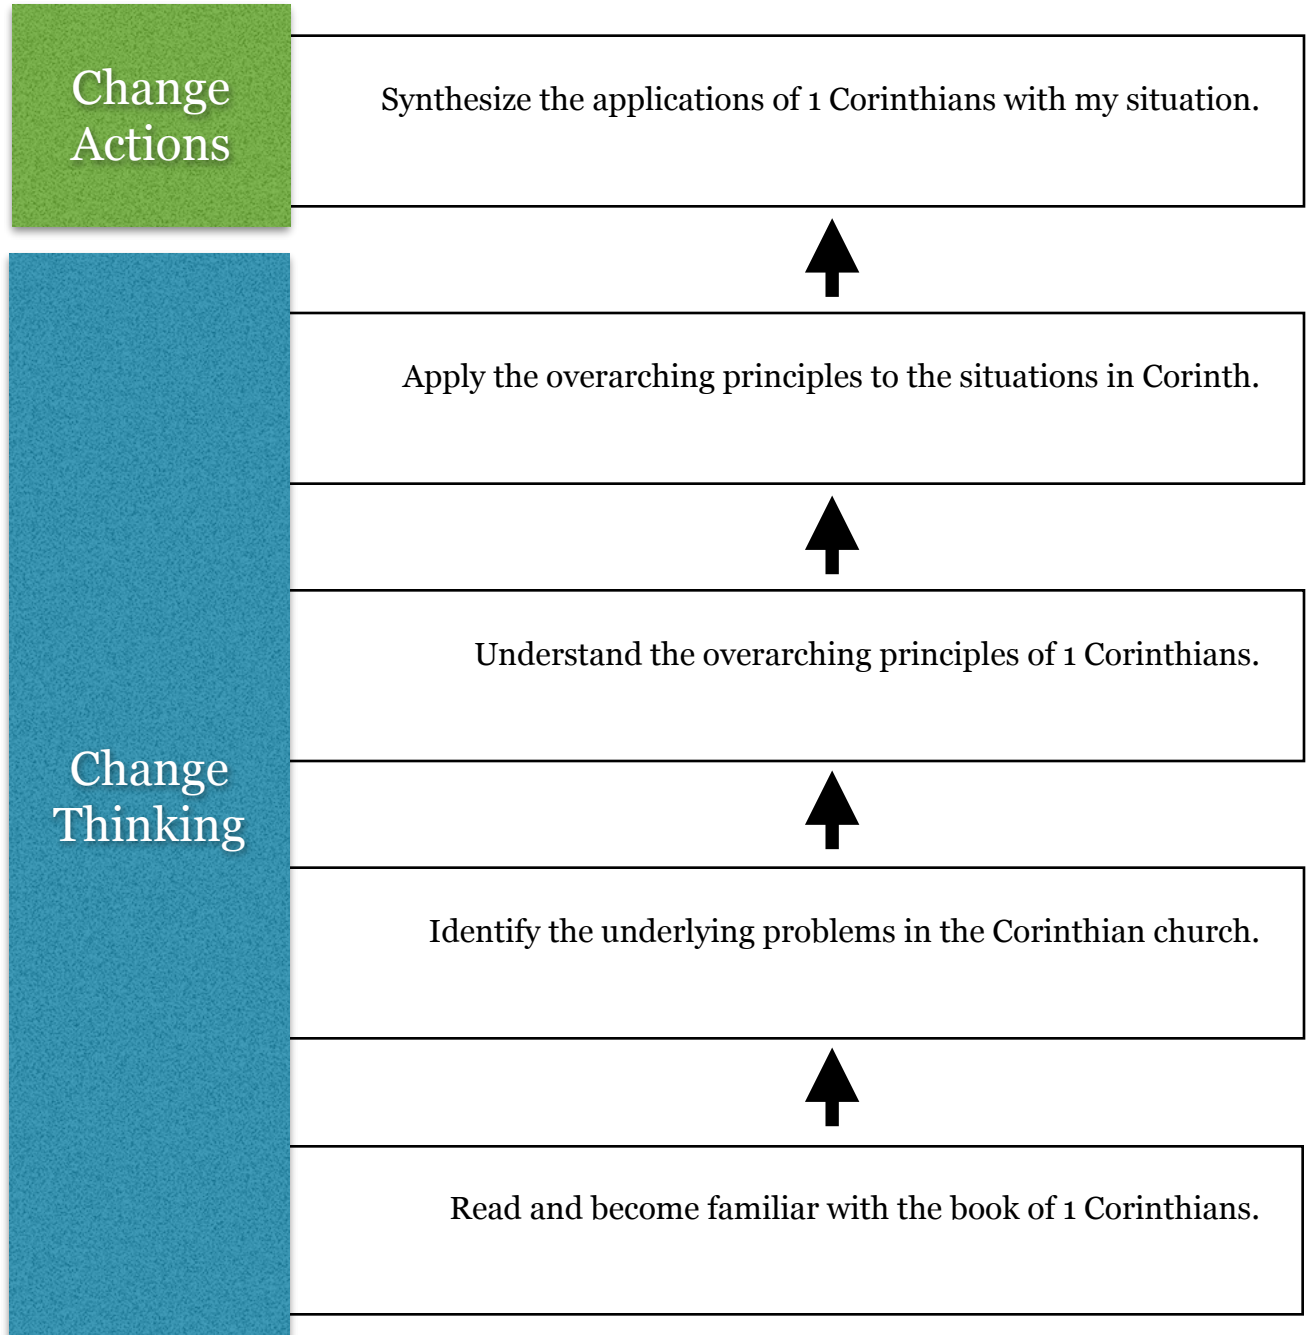 Change
Actions
Synthesize the applications of 1 Corinthians with my situation.
Apply the overarching principles to the situations in Corinth.
Understand the overarching principles of 1 Corinthians.
Change
Thinking
Identify the underlying problems in the Corinthian church.
Read and become familiar with the book of 1 Corinthians.